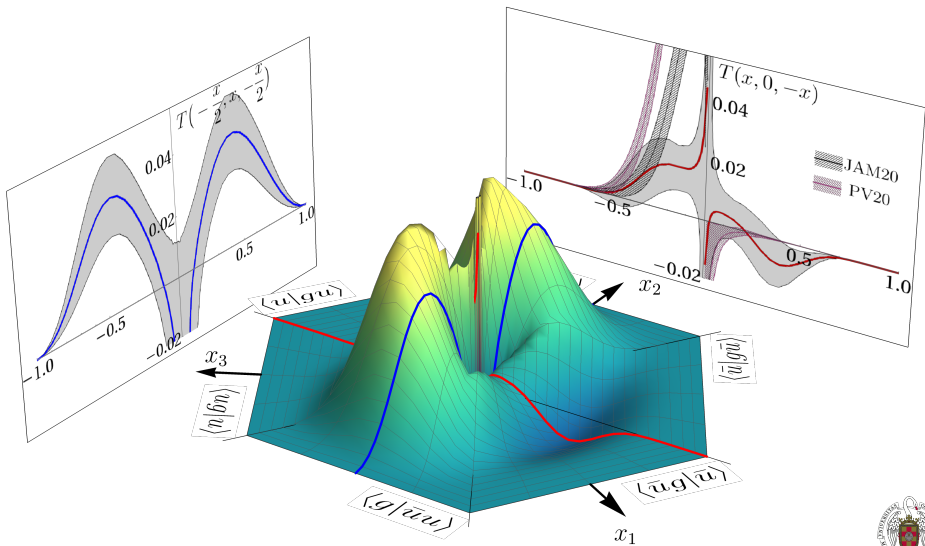 T(-x/2, x, -x/2)
0.04
0.02
-0.02
-1.0
-0.5
0.5
1.0
T(x, 0, -x)
0.04
0.02
-0.02
-1.0
-0.5
0.5
1.0
JAM20
PV20
x₂
x₃
x₁
⟨u|gu⟩
⟨ug|u⟩
⟨g|ūu⟩
⟨ūg|ū⟩
⟨ū|gū⟩